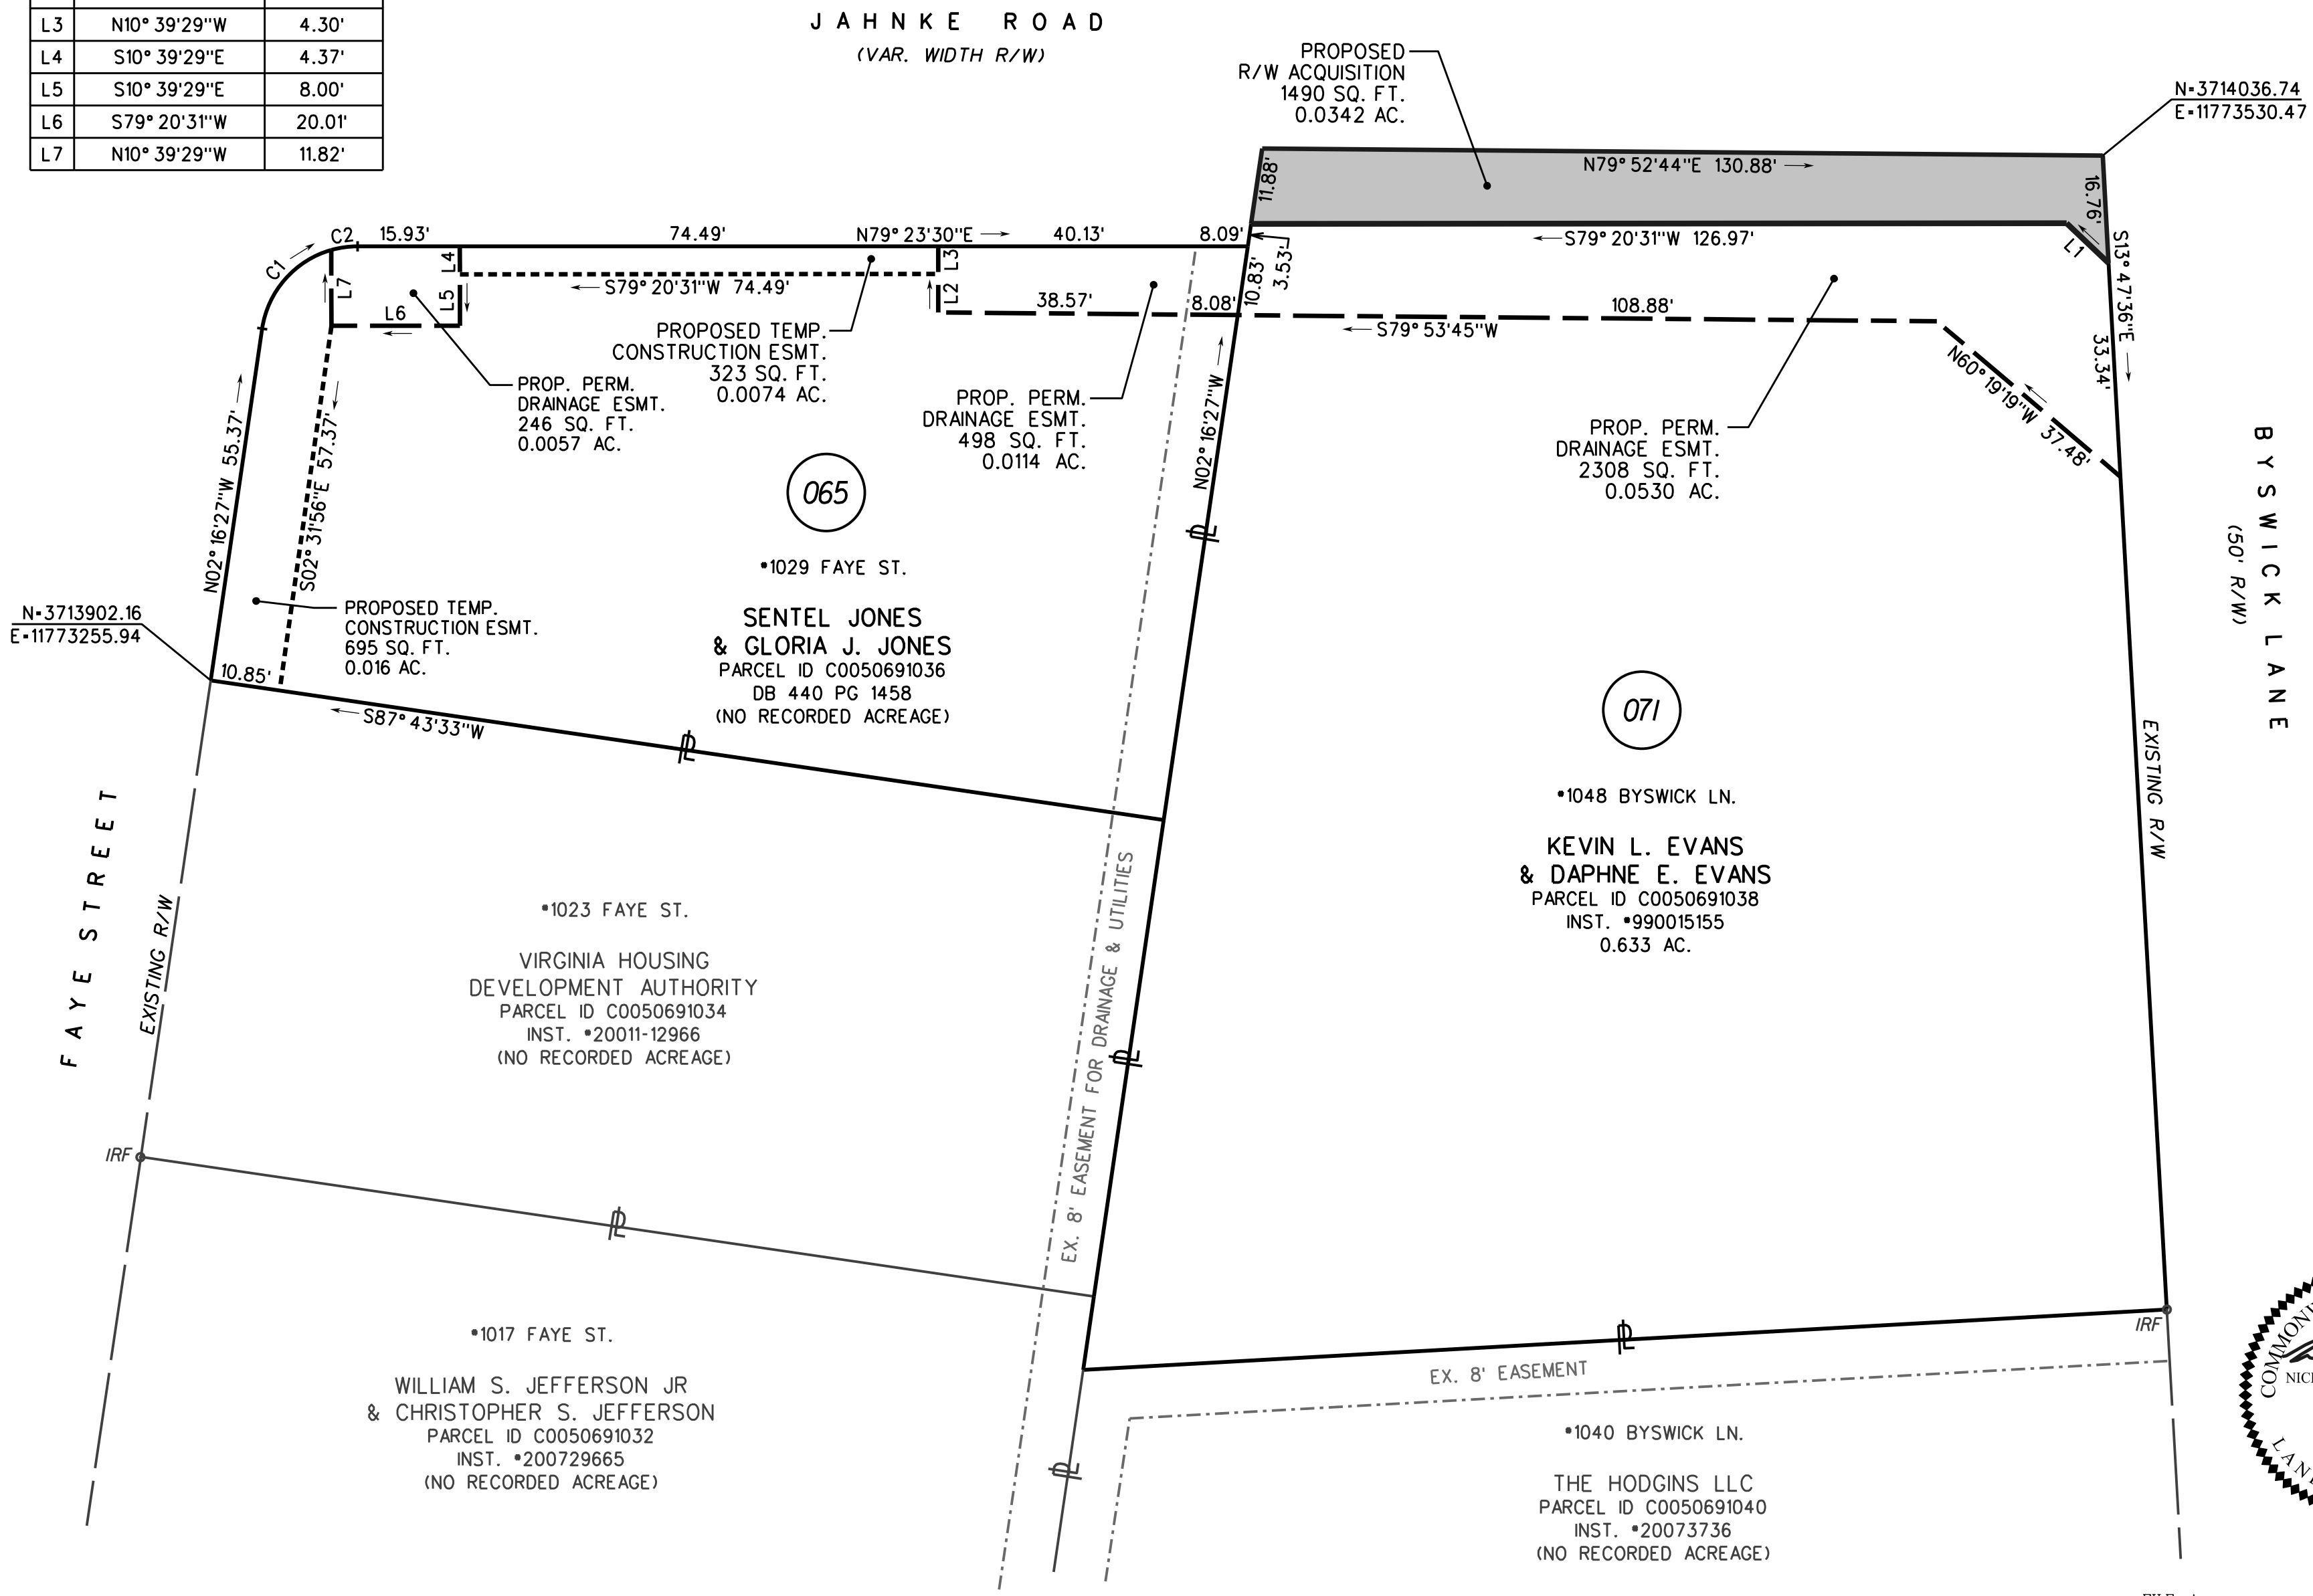 L3 N10° 39'29"W 4.30'
L4 S10° 39'29"E 4.37'
L5 S10° 39'29"E 8.00'
L6 S79° 20'31"W 20.01'
L7 N10° 39'29"W 11.82'
JAHNKE ROAD
(VAR. WIDTH R/W)
PROPOSED
R/W ACQUISITION
1490 SQ. FT.
0.0342 AC.
N=3714036.74
E=11773530.47
11.88'
N79° 52'44"E 130.88'
16.76'
S79° 20'31"W 126.97'
L1
S13° 47'36"E
33.34'
C1
C2
15.93'
74.49'
N79° 23'30"E
40.13'
8.09'
L7
L4
L5
L6
L3
L2
S79° 20'31"W 74.49'
38.57'
8.08'
10.83'
3.53'
108.88'
S79° 53'45"W
N60° 19'19"W 37.48'
PROPOSED TEMP.
CONSTRUCTION ESMT.
323 SQ. FT.
0.0074 AC.
PROP. PERM.
DRAINAGE ESMT.
246 SQ. FT.
0.0057 AC.
PROP. PERM.
DRAINAGE ESMT.
498 SQ. FT.
0.0114 AC.
PROP. PERM.
DRAINAGE ESMT.
2308 SQ. FT.
0.0530 AC.
N02° 16'27"W 55.37'
S02° 31'56"E 57.37'
N02° 16'27"W
065
*1029 FAYE ST.
SENTEL JONES
& GLORIA J. JONES
PARCEL ID C0050691036
DB 440 PG 1458
(NO RECORDED ACREAGE)
N=3713902.16
E=11773255.94
PROPOSED TEMP.
CONSTRUCTION ESMT.
695 SQ. FT.
0.016 AC.
10.85'
S87° 43'33"W
PL
PL
071
*1048 BYSWICK LN.
KEVIN L. EVANS
& DAPHNE E. EVANS
PARCEL ID C0050691038
INST. *990015155
0.633 AC.
BYSWICK LANE
(50' R/W)
EXISTING R/W
FAYE STREET
EXISTING R/W
*1023 FAYE ST.
VIRGINIA HOUSING
DEVELOPMENT AUTHORITY
PARCEL ID C0050691034
INST. *20011-12966
(NO RECORDED ACREAGE)
EX. 8' EASEMENT FOR DRAINAGE & UTILITIES
PL
IRF
PL
*1017 FAYE ST.
WILLIAM S. JEFFERSON JR
& CHRISTOPHER S. JEFFERSON
PARCEL ID C0050691032
INST. *200729665
(NO RECORDED ACREAGE)
PL
PL
IRF
EX. 8' EASEMENT
*1040 BYSWICK LN.
THE HODGINS LLC
PARCEL ID C0050691040
INST. *20073736
(NO RECORDED ACREAGE)